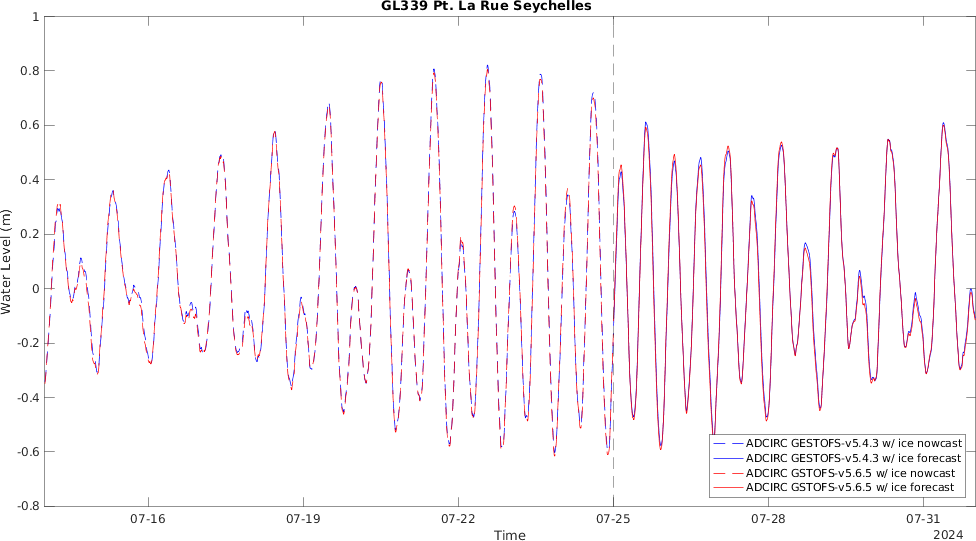 GL339 Pt. La Rue Seychelles
1
0.8
0.6
0.4
0.2
0
-0.2
-0.4
-0.6
-0.8
Water Level (m)
07-16
07-19
07-22
07-25
07-28
07-31
Time
2024
ADCIRC GESTOFS-v5.4.3 w/ ice nowcast
ADCIRC GESTOFS-v5.4.3 w/ ice forecast
ADCIRC GSTOFS-v5.6.5 w/ ice nowcast
ADCIRC GSTOFS-v5.6.5 w/ ice forecast